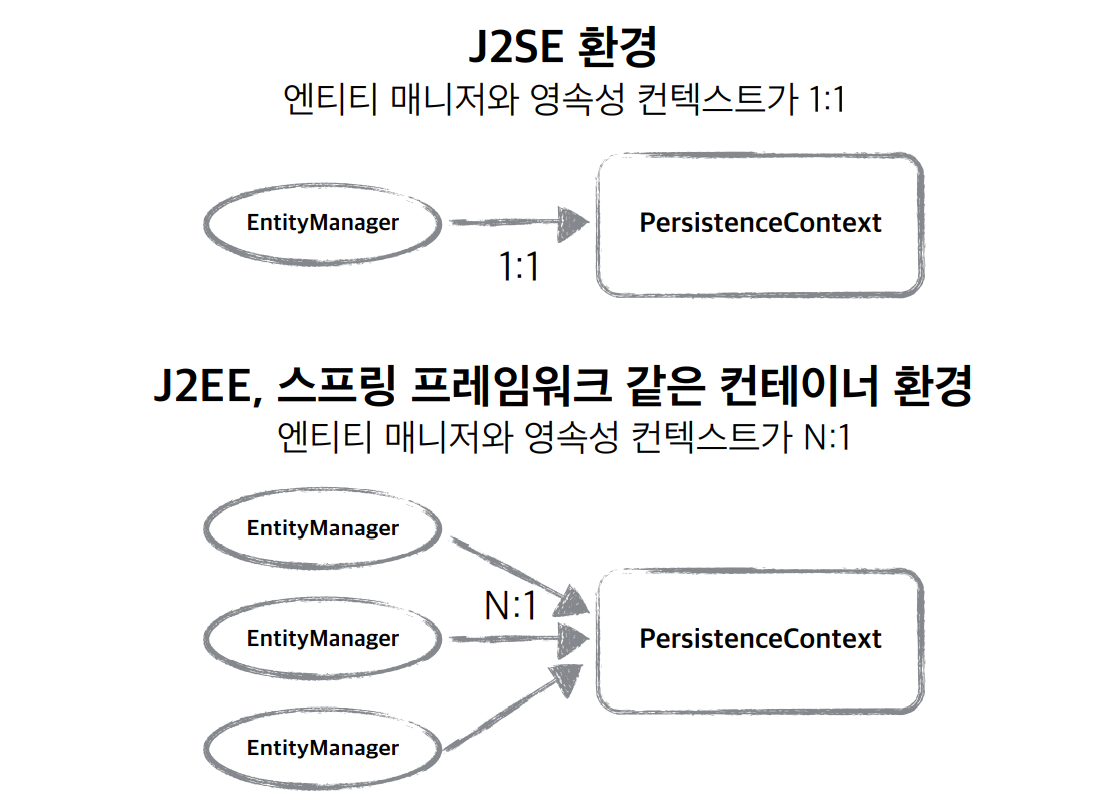 J2SE 환경
엔티티 매니저와 영속성 컨텍스트가 1:1
EntityManager
PersistenceContext
1:1
J2EE, 스프링 프레임워크 같은 컨테이너 환경
엔티티 매니저와 영속성 컨텍스트가 N:1
EntityManager
N:1
EntityManager
PersistenceContext
EntityManager